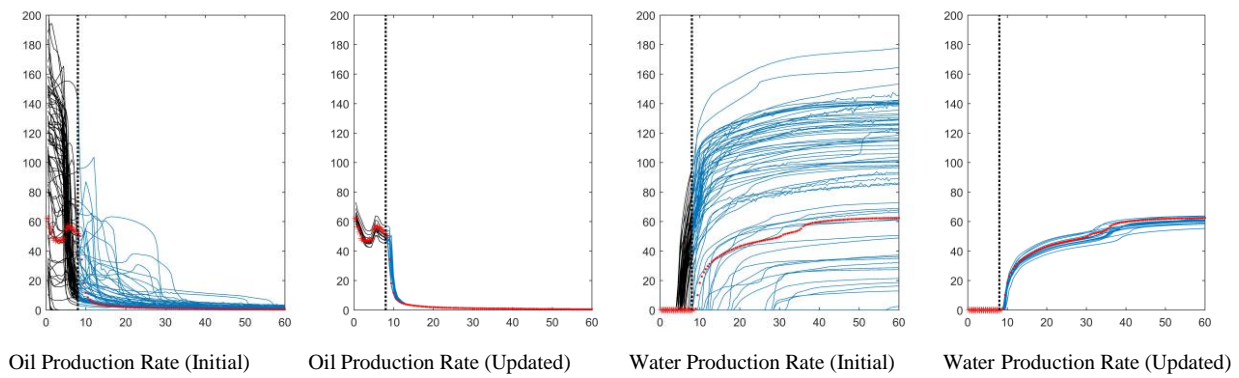 200 200 200 200
180 180 180 180
160 160 160 160
140 140 140 140
120 120 120 120
100 100 100 100
80 80 80 80
60 60 60 60
40 40 40 40
20 20 20 20
0 0 0 0
0 10 20 30 40 50 60 0 10 20 30 40 50 60 0 10 20 30 40 50 60 0 10 20 30 40 50 60
Oil Production Rate (Initial) Oil Production Rate (Updated) Water Production Rate (Initial) Water Production Rate (Updated)